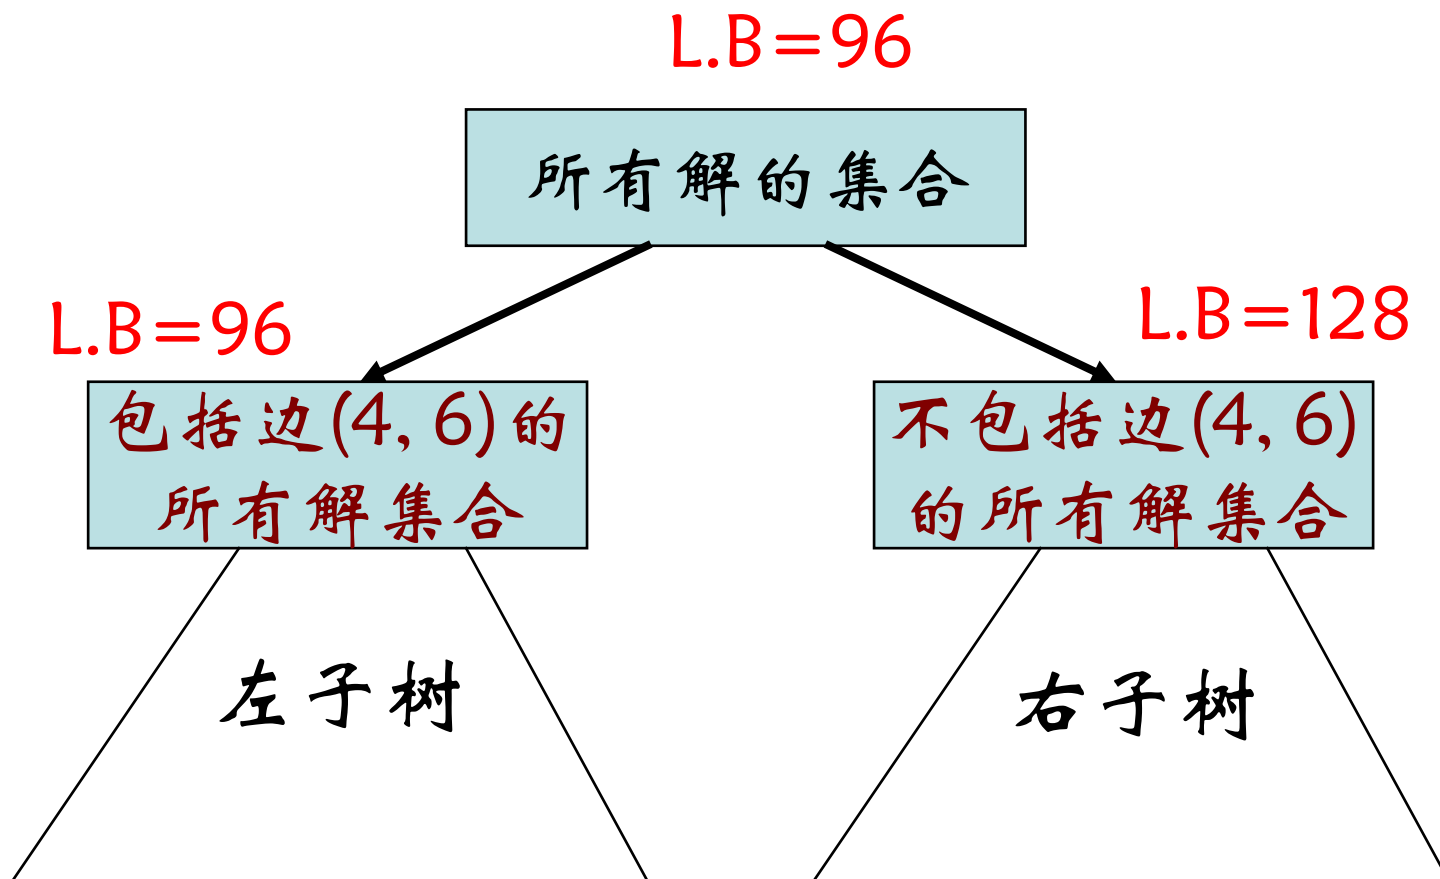 L.B=96
所有解的集合
L.B=96
L.B=128
包括边(4, 6)的
所有解集合
不包括边(4, 6)
的所有解集合
左子树
右子树